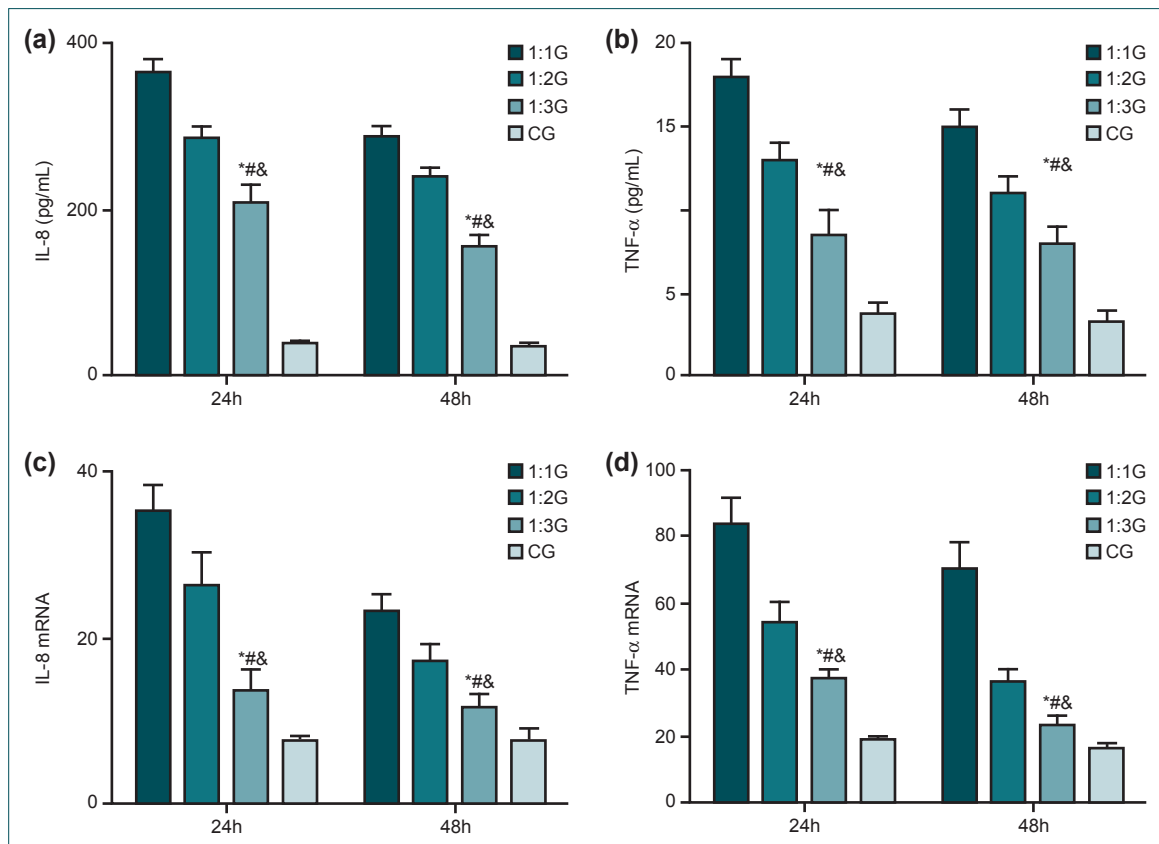 (a)
400
200
0
IL-8 (pg/mL)
1:1G
1:2G
1:3G
CG
*#&
*#&
24h
48h
(b)
20
15
5
0
TNF-α (pg/mL)
1:1G
1:2G
1:3G
CG
*#&
*#&
24h
48h
(c)
40
20
0
IL-8 mRNA
1:1G
1:2G
1:3G
CG
*#&
*#&
24h
48h
(d)
100
80
60
40
20
0
TNF-α mRNA
1:1G
1:2G
1:3G
CG
*#&
*#&
24h
48h